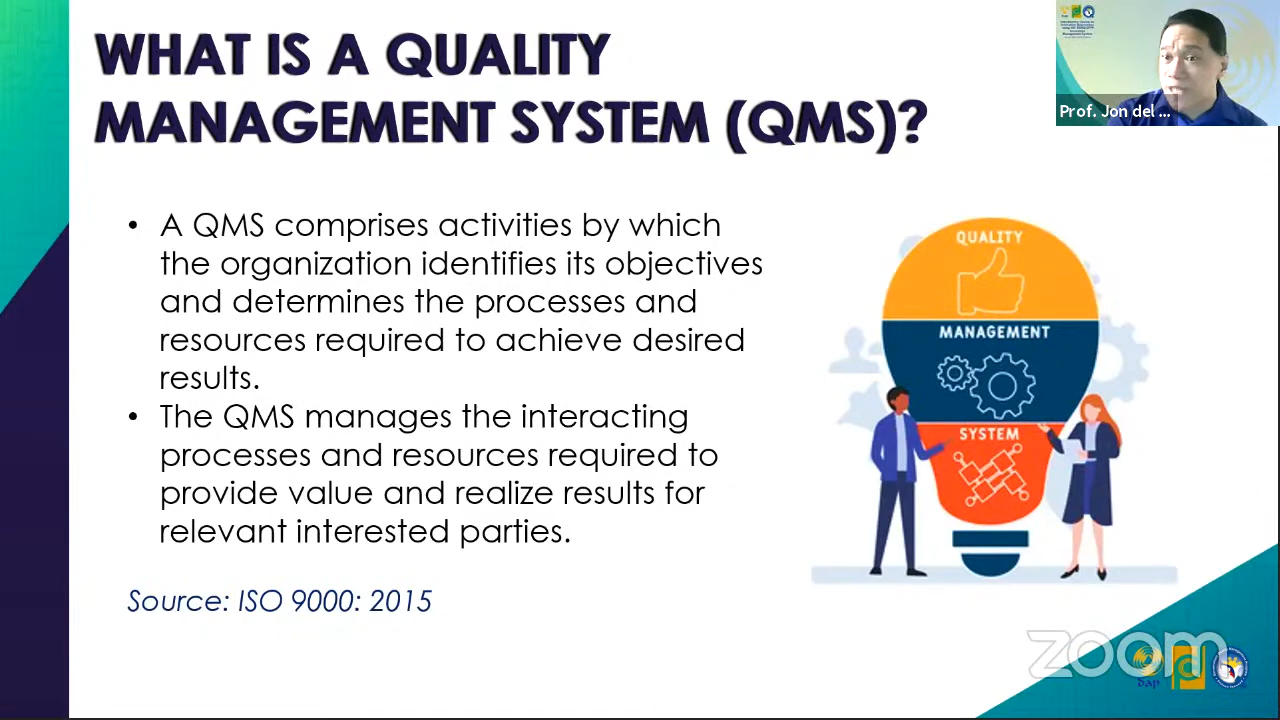 WHAT IS A QUALITY
MANAGEMENT SYSTEM (QMS)?
• A QMS comprises activities by which
the organization identifies its objectives
and determines the processes and
resources required to achieve desired
results.
• The QMS manages the interacting
processes and resources required to
provide value and realize results for
relevant interested parties.
Source: ISO 9000: 2015
QUALITY
MANAGEMENT
SYSTEM
Prof. Jon del ...
zoom
dap